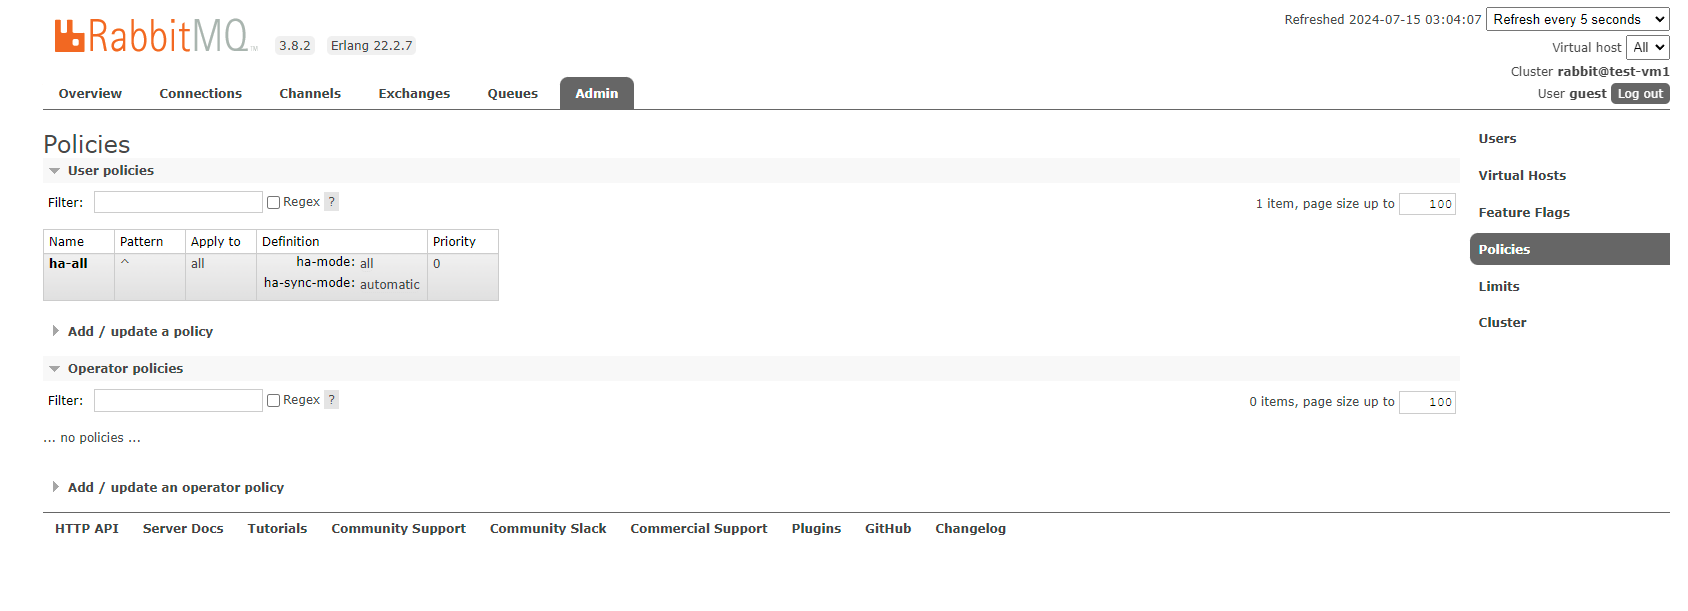 RabbitMQ TM 3.8.2 Erlang 22.2.7
Refreshed 2024-07-15 03:04:07 Refresh every 5 seconds
Virtual host All
Cluster rabbit@test-vm1
User guest Log out
Overview Connections Channels Exchanges Queues Admin
Policies
User policies
Filter: Regex ? 1 item, page size up to 100
Name Pattern Apply to Definition Priority
ha-all ^ all ha-mode: all 0
ha-sync-mode: automatic
Add / update a policy
Operator policies
Filter: Regex ? 0 items, page size up to 100
... no policies ...
Add / update an operator policy
Users
Virtual Hosts
Feature Flags
Policies
Limits
Cluster
HTTP API Server Docs Tutorials Community Support Community Slack Commercial Support Plugins GitHub Changelog